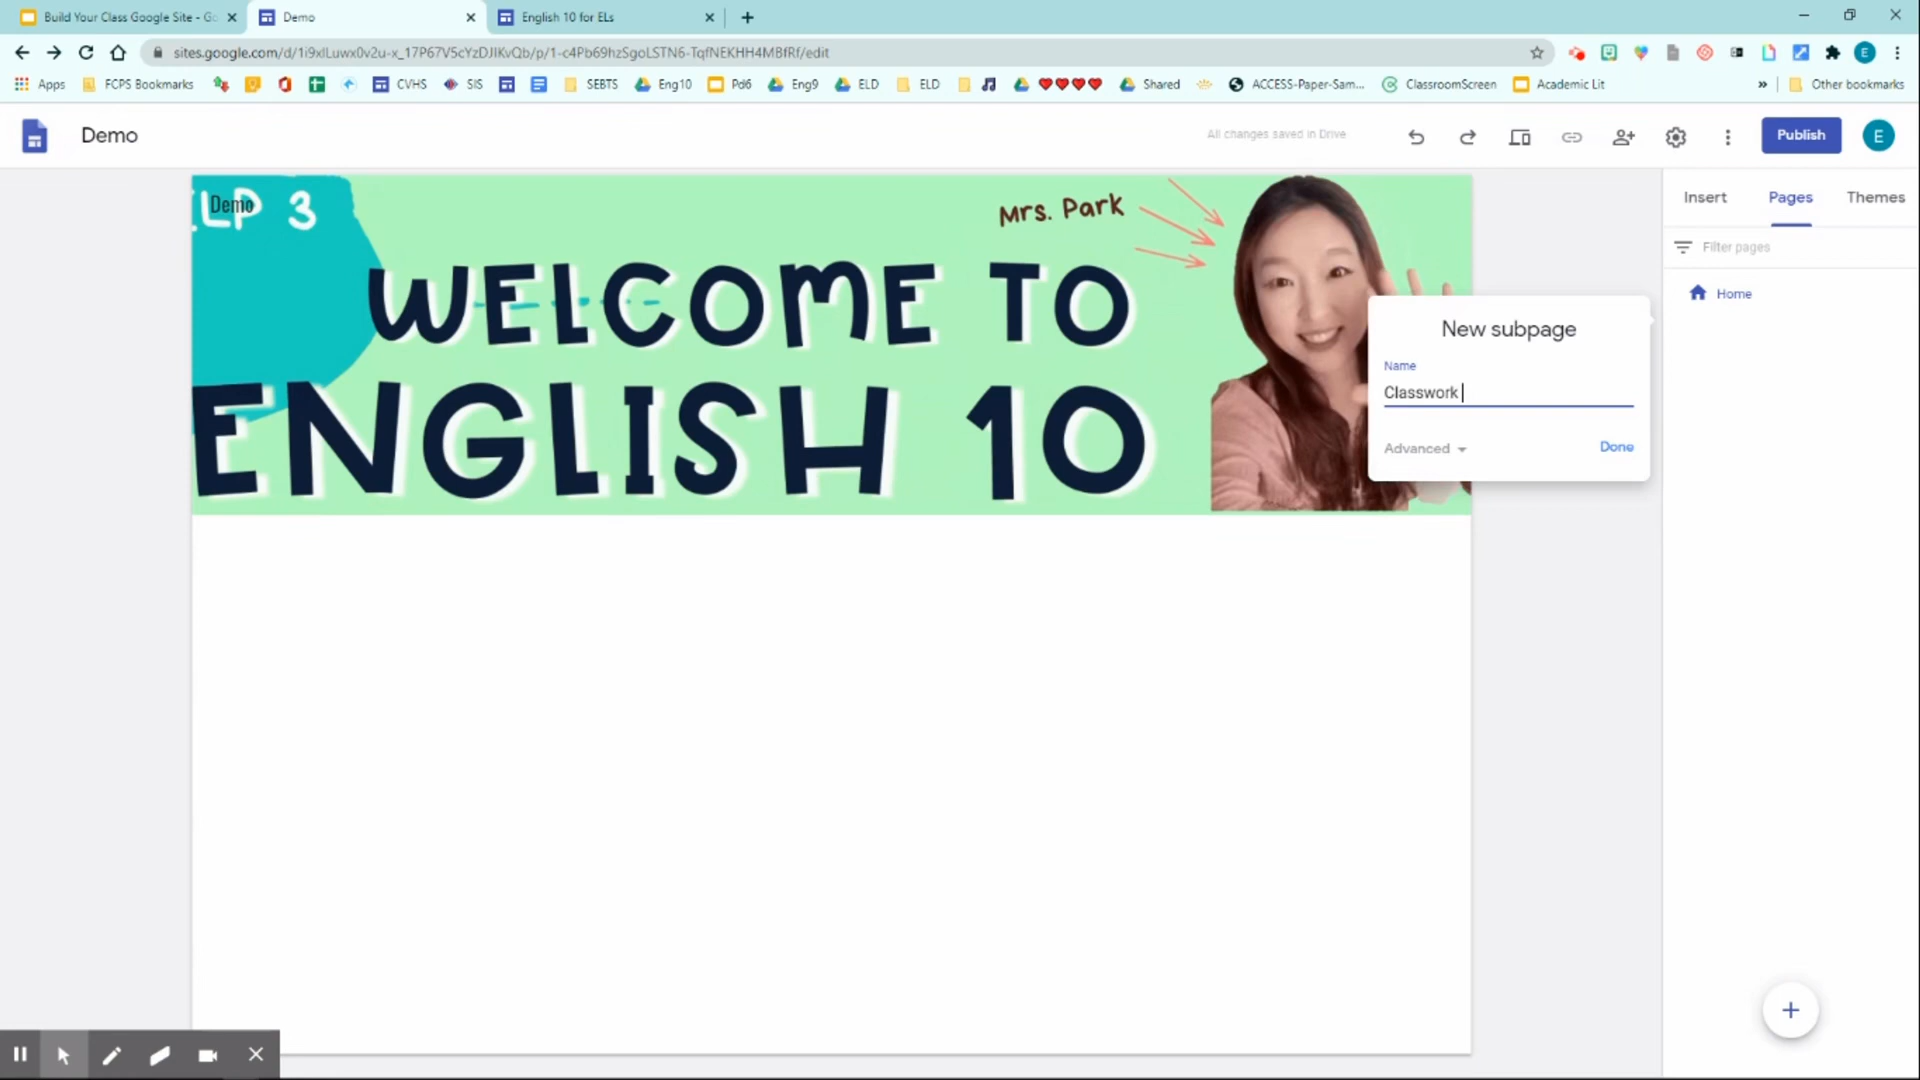 Build Your Class Google Site - Go
Demo
English 10 for ELs
sites.google.com/d/1i9xlLuwx0v2u-x_17P67V5cYzDJIKvQb/p/1-c4Pb69hzSgoLSTN6-TqfNEKHH4MBfRf/edit
E
Apps
FCPS Bookmarks
CVHS
SIS
SEBTS
Eng10
Pd6
Eng9
ELD
ELD
Shared
ACCESS-Paper-Sam...
ClassroomScreen
Academic Lit
»
Other bookmarks
Demo
All changes saved in Drive
Publish
E
Insert
Pages
Themes
Filter pages
Home
Demo
ELP 3
Mrs. Park
WELCOME TO
ENGLISH 10
New subpage
Name
Classwork
Advanced
Done